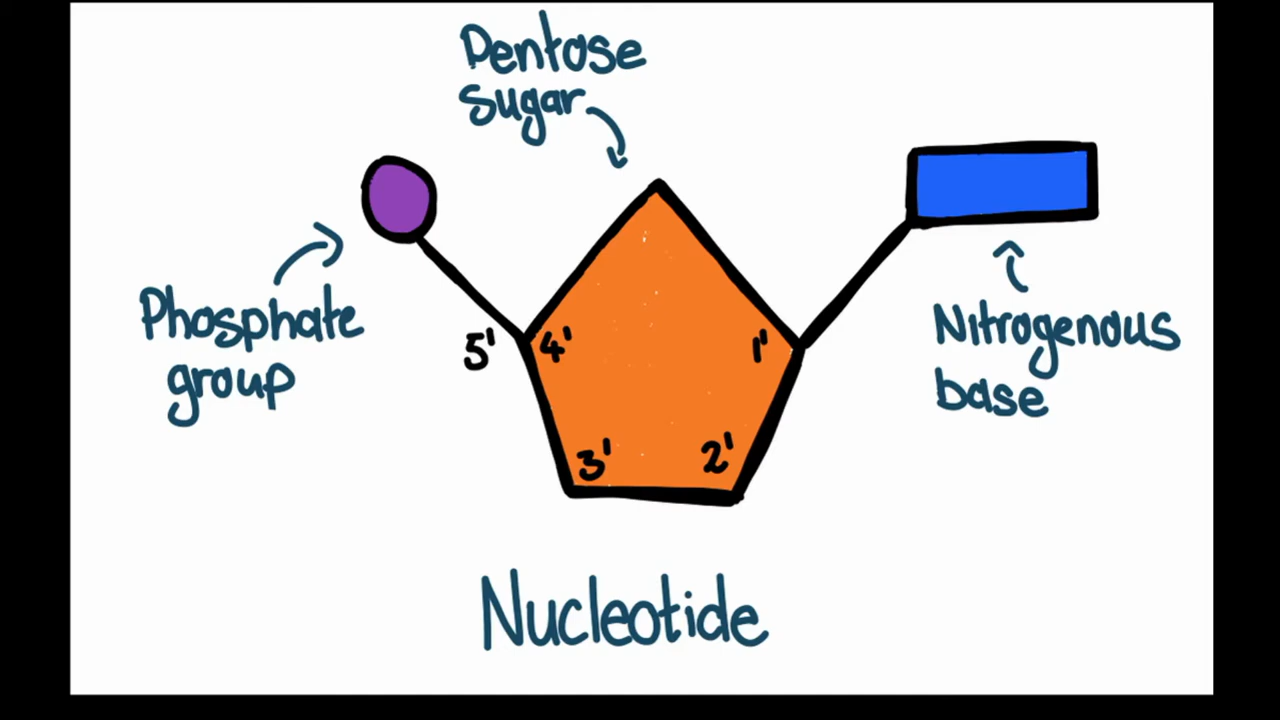 Pentose
sugar
Phosphate
group
5'
4'
1'
3'
2'
Nitrogenous
base
Nucleotide